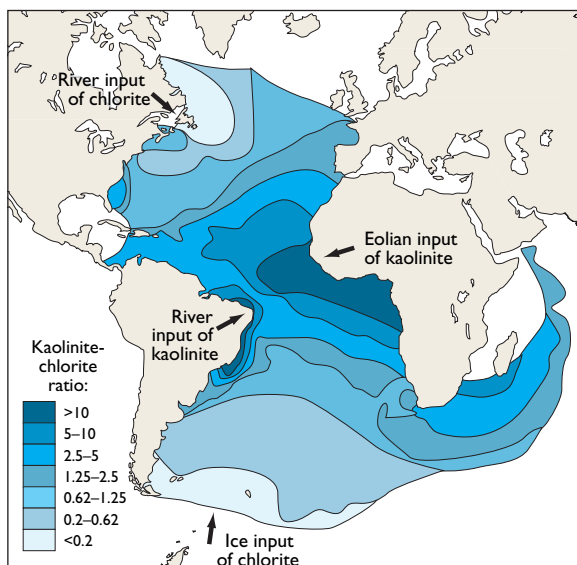 River input
of chlorite
Eolian input
of kaolinite
River
input of
kaolinite
Kaolinite-
chlorite
ratio:
>10
5–10
2.5–5
1.25–2.5
0.62–1.25
0.2–0.62
<0.2
Ice input
of chlorite